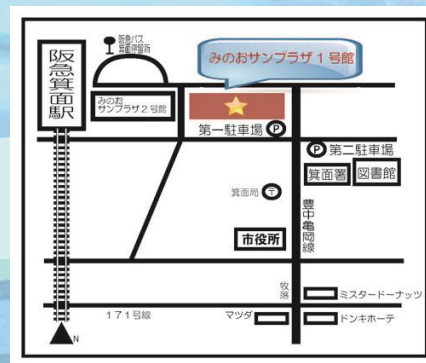 阪急箕面駅
阪急バス
箕面停留所
みのおサンプラザ1号館
みのお
サンプラザ2号館
第一駐車場 P
P 第二駐車場
箕面署
図書館
箕面局 〒
豊中亀岡線
市役所
牧落
ミスタードーナッツ
171号線
マツダ
ドンキホーテ
N